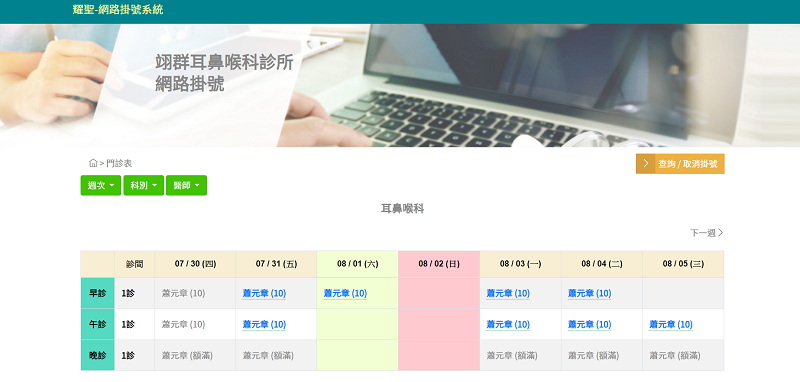 耀聖-網路掛號系統
翊群耳鼻喉科診所
網路掛號
> 門診表
查詢 / 取消掛號
週次 科別 醫師
耳鼻喉科
下一週
診間 07 / 30 (四) 07 / 31 (五) 08 / 01 (六) 08 / 02 (日) 08 / 03 (一) 08 / 04 (二) 08 / 05 (三)
早診 1診 蕭元章 (10) 蕭元章 (10) 蕭元章 (10) 蕭元章 (10) 蕭元章 (10)
午診 1診 蕭元章 (10) 蕭元章 (10) 蕭元章 (10) 蕭元章 (10) 蕭元章 (10)
晚診 1診 蕭元章 (額滿) 蕭元章 (額滿) 蕭元章 (額滿) 蕭元章 (額滿) 蕭元章 (額滿)